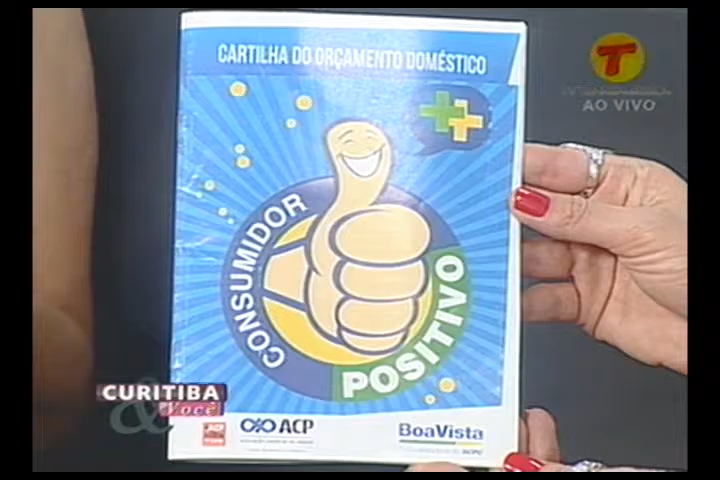 CARTILHA DO ORÇAMENTO DOMÉSTICO
T
AO VIVO
CONSUMIDOR
POSITIVO
CURITIBA
& Você
ACP
BoaVista